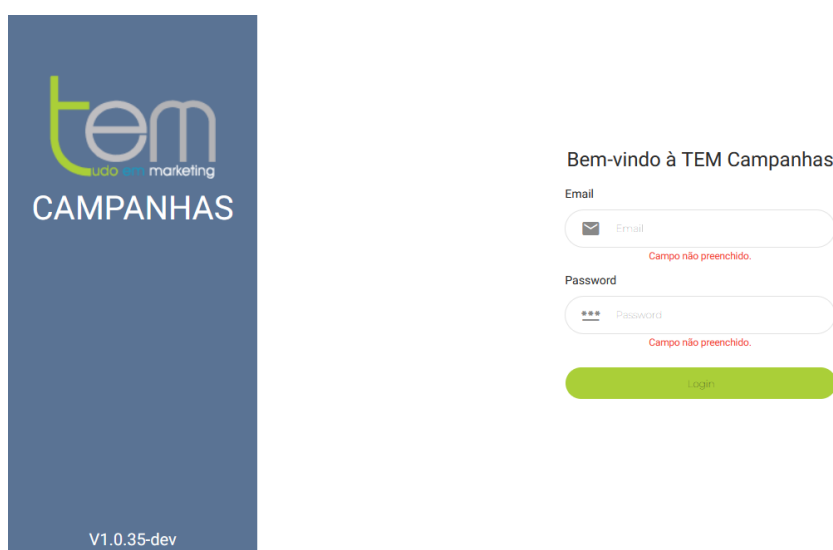 tem
tudo em marketing
CAMPANHAS
V1.0.35-dev
Bem-vindo à TEM Campanhas
Email
Email
Campo não preenchido.
Password
Password
Campo não preenchido.
Login